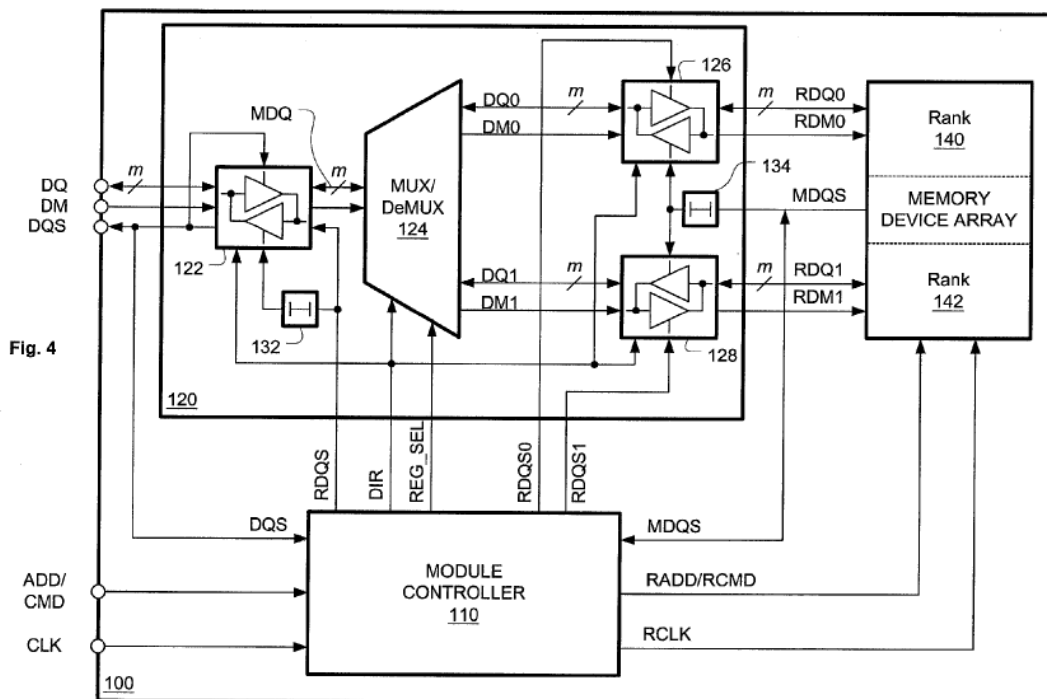 126
m
DQ0
m
RDQ0
MDQ
DM0
RDM0
Rank
140
134
m
m
DQ
MUX/
DeMUX
124
MDQS
MEMORY
DEVICE ARRAY
DM
DQS
122
DQ1
m
m
RDQ1
DM1
RDM1
Rank
142
132
128
Fig. 4
120
RDQS
DIR
REG_SEL
RDQS0
RDQS1
DQS
MDQS
ADD/
CMD
MODULE
CONTROLLER
110
RADD/RCMD
CLK
RCLK
100